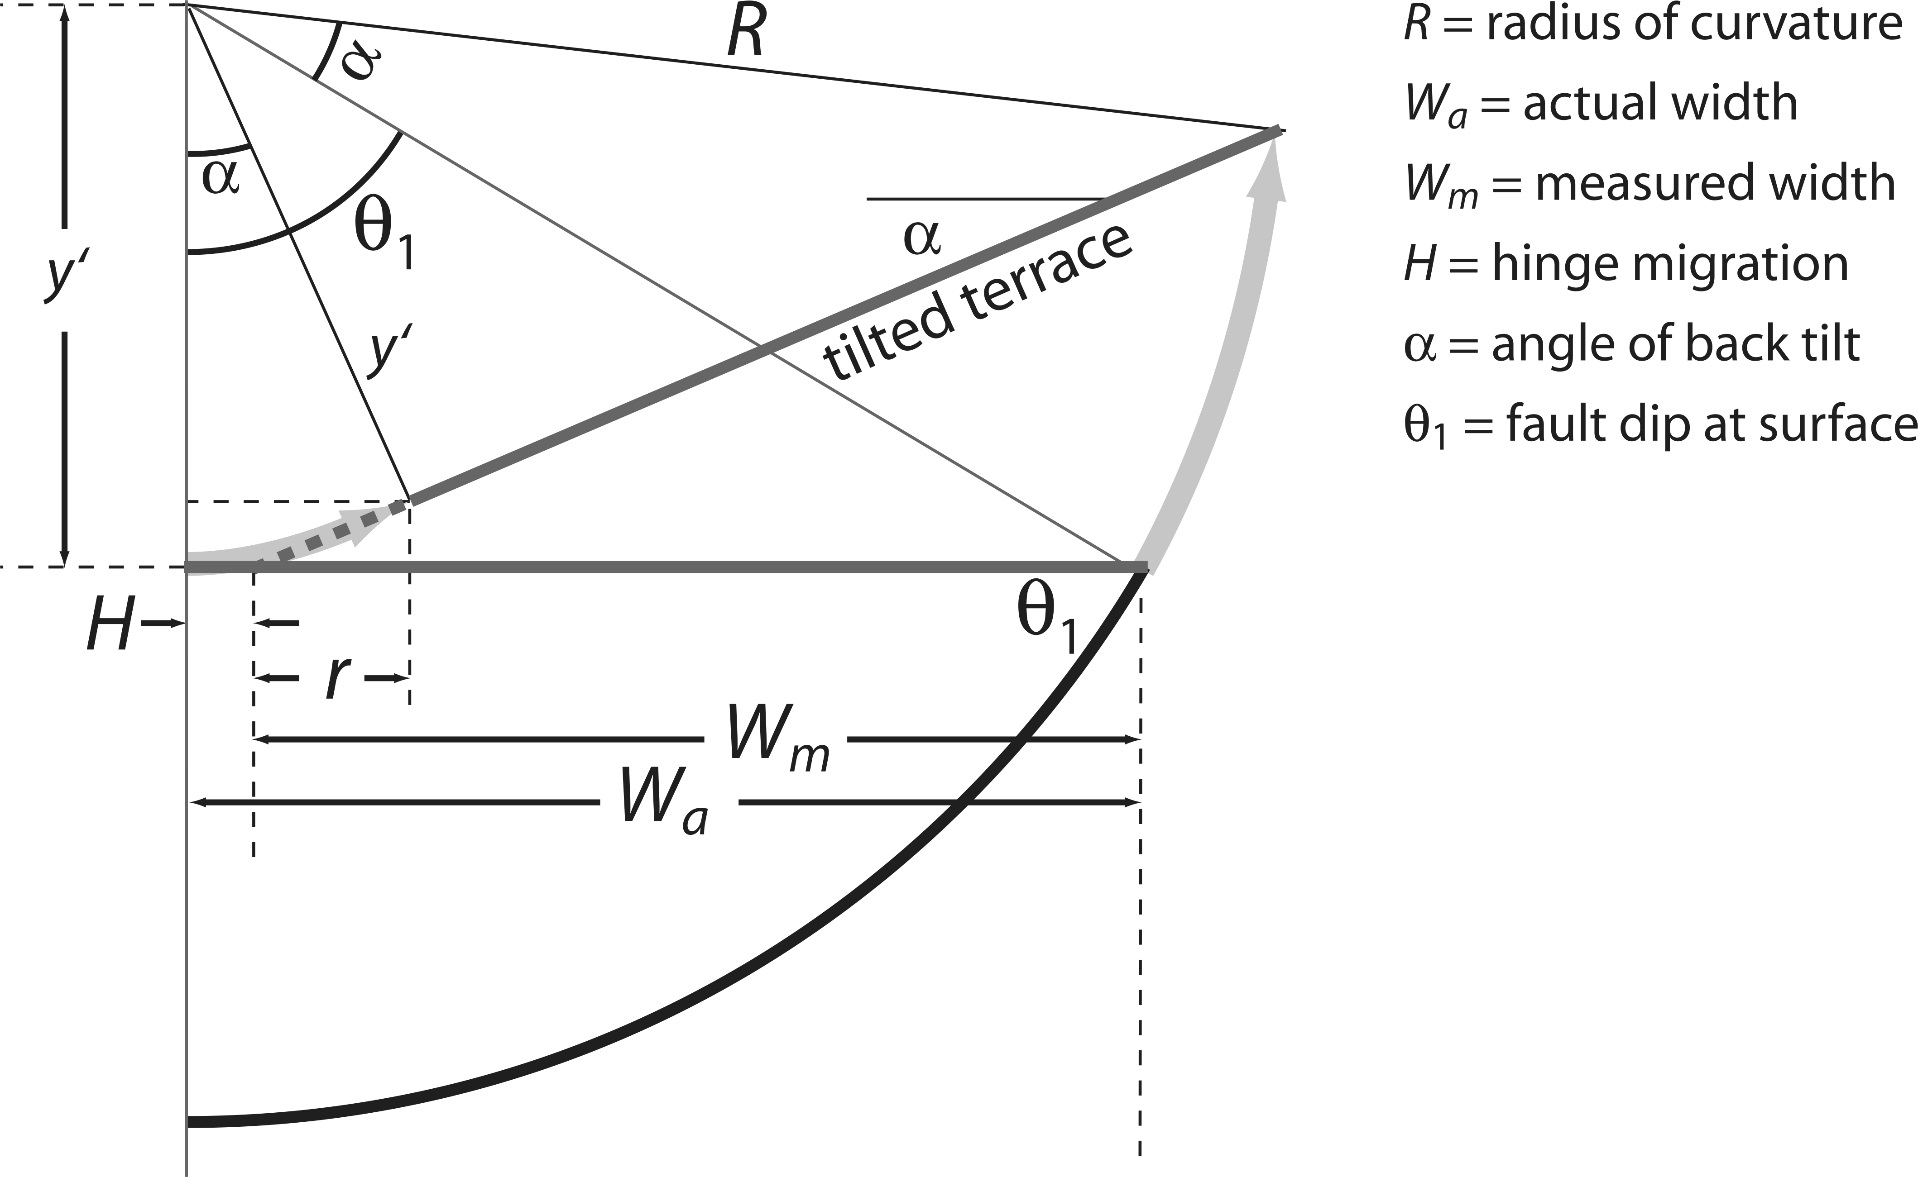 R
α
α
θ1
y‘
y‘
α
tilted terrace
θ1
H
r
Wm
Wa
R = radius of curvature
Wa = actual width
Wm = measured width
H = hinge migration
α = angle of back tilt
θ1 = fault dip at surface